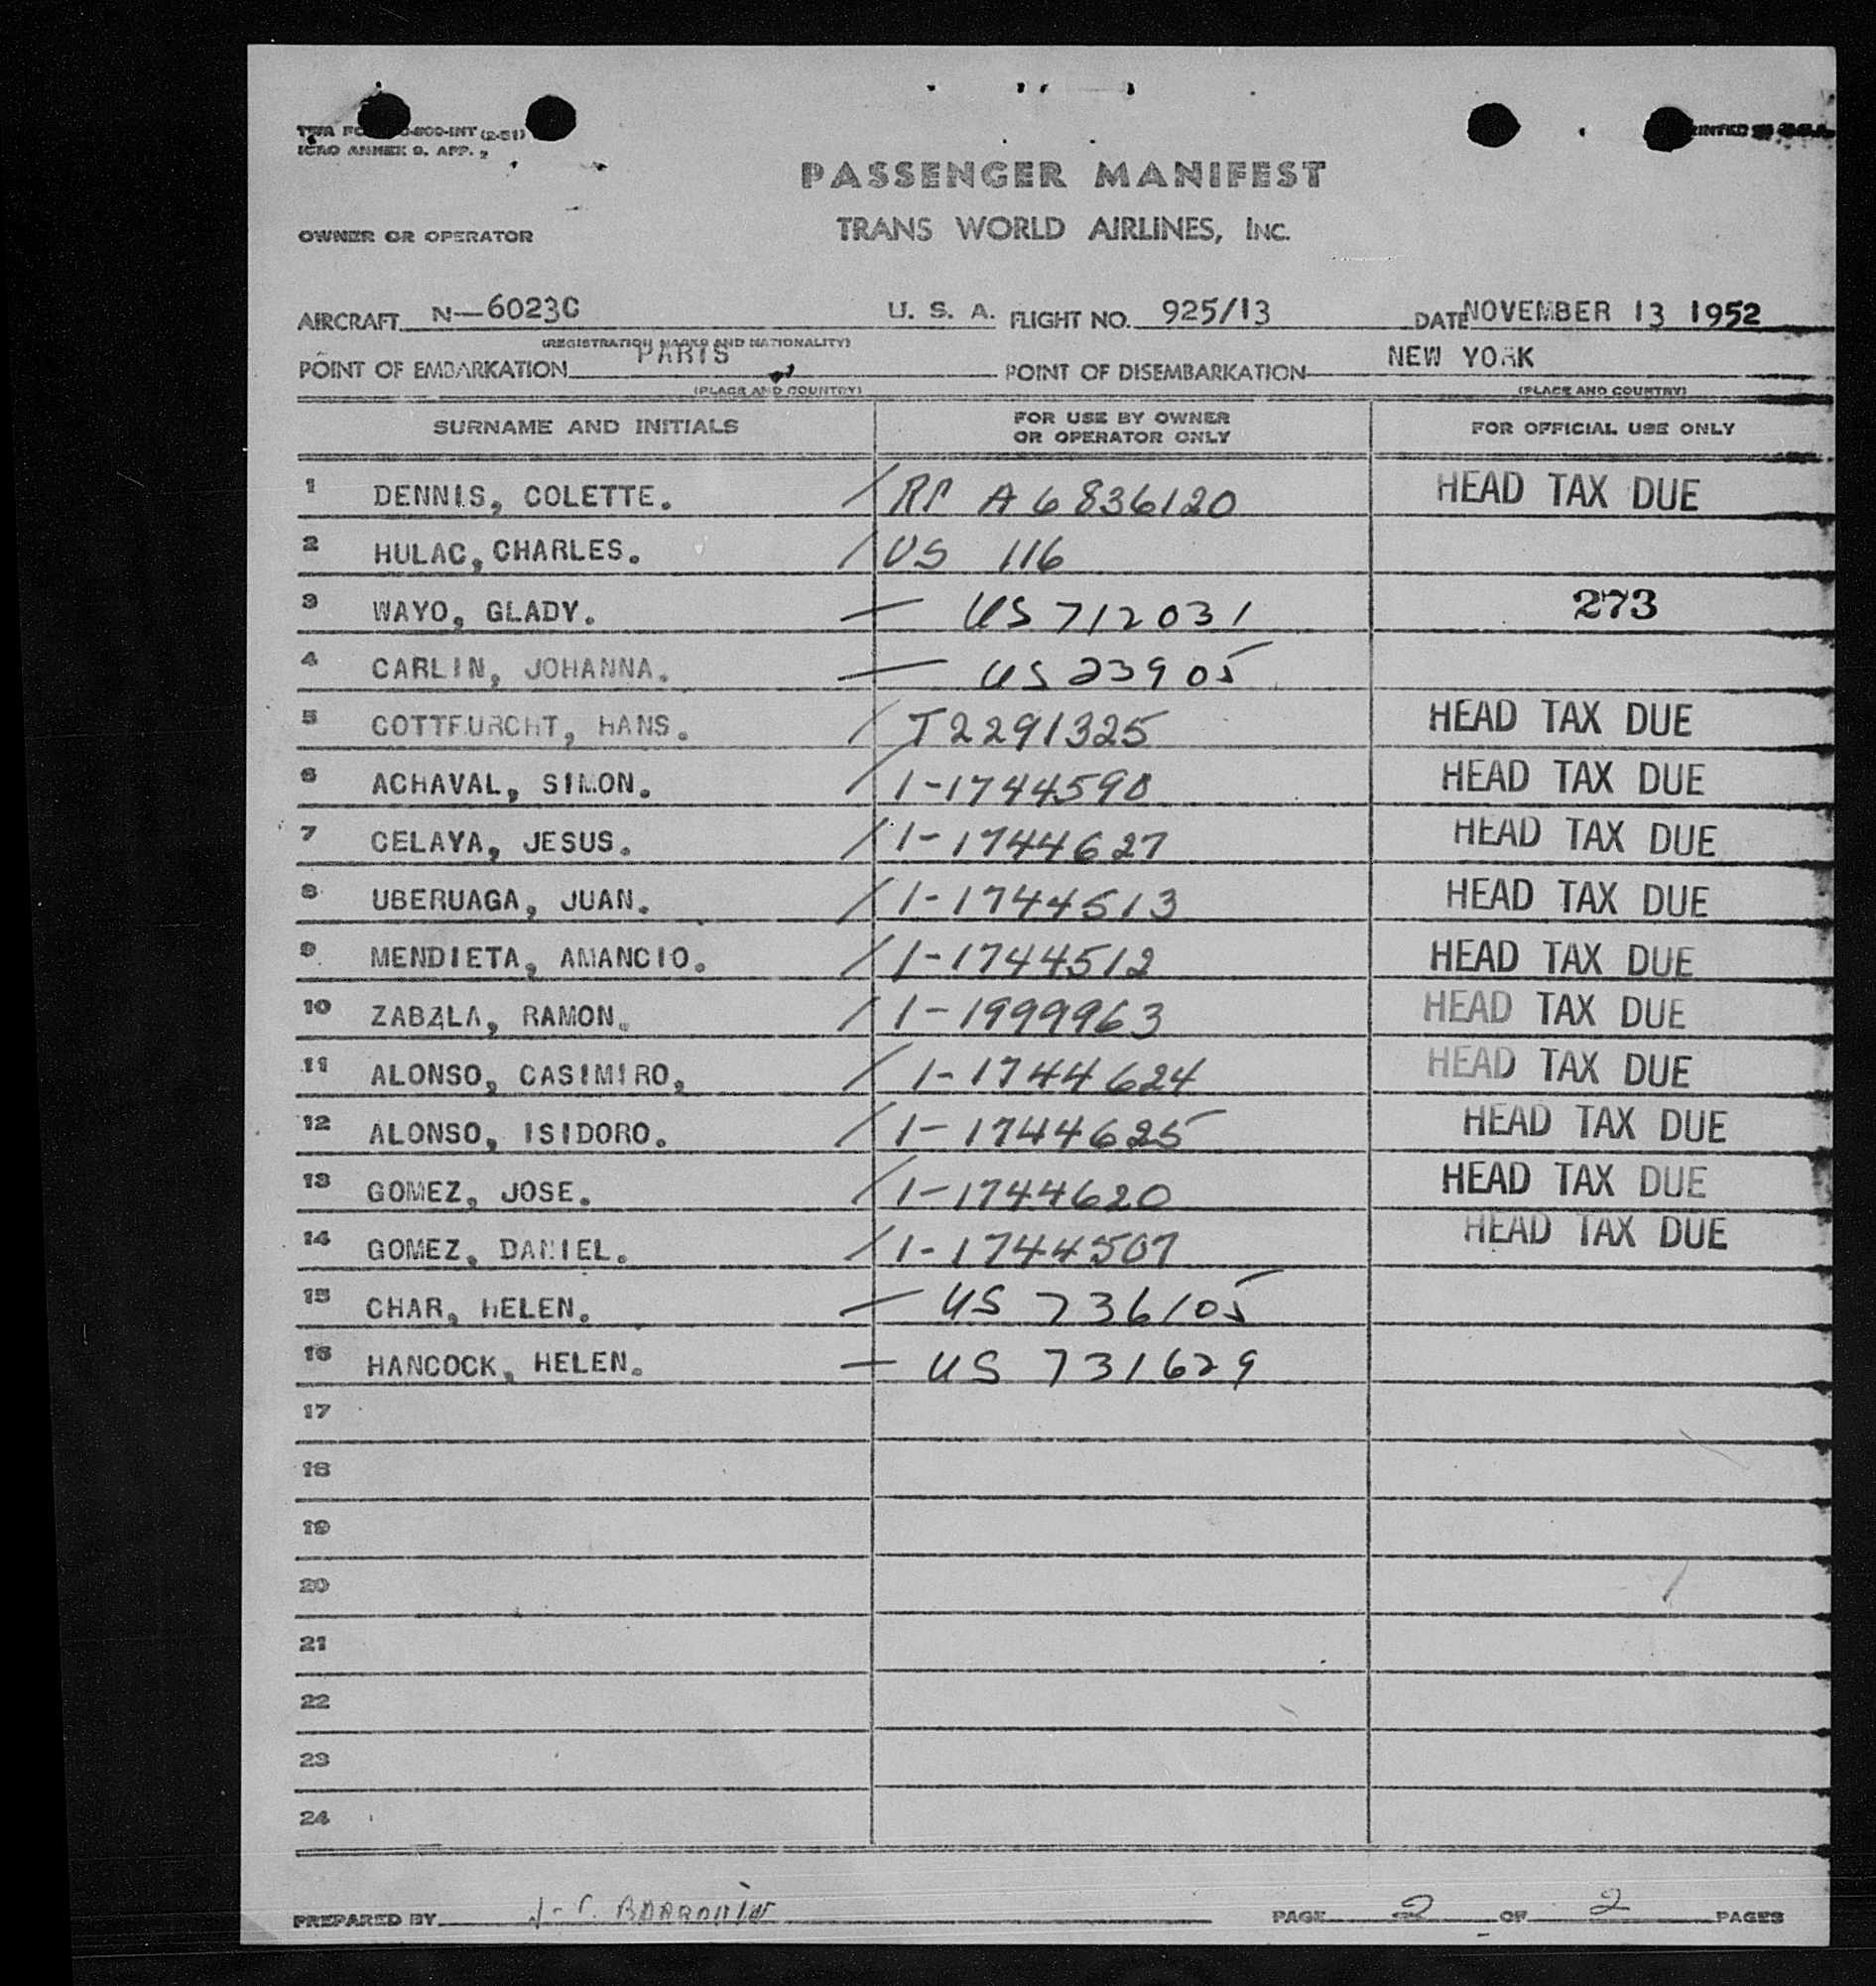 ICAO ANNEX 9. APP. 2
PASSENGER MANIFEST
OWNER OR OPERATOR
TRANS WORLD AIRLINES, INC.
AIRCRAFT N-6023C U. S. A. FLIGHT NO. 925/13 DATE NOVEMBER 13 1952
(REGISTRATION MARKS AND NATIONALITY)
POINT OF EMBARKATION PARIS POINT OF DISEMBARKATION NEW YORK
(PLACE AND COUNTRY) (PLACE AND COUNTRY)
SURNAME AND INITIALS FOR USE BY OWNER OR OPERATOR ONLY FOR OFFICIAL USE ONLY
1 DENNIS, COLETTE. / RP A6836120 HEAD TAX DUE
2 HULAC, CHARLES. / US 116
3 WAYO, GLADY. — US 712031 273
4 CARLIN, JOHANNA. — US 23905
5 GOTTFURCHT, HANS. / T2291325 HEAD TAX DUE
6 ACHAVAL, SIMON. / 1-1744590 HEAD TAX DUE
7 CELAYA, JESUS. / 1-1744627 HEAD TAX DUE
8 UBERUAGA, JUAN. / 1-1744513 HEAD TAX DUE
9 MENDIETA, AMANCIO. / 1-1744512 HEAD TAX DUE
10 ZABALA, RAMON. / 1-1999963 HEAD TAX DUE
11 ALONSO, CASIMIRO, / 1-1744624 HEAD TAX DUE
12 ALONSO, ISIDORO. / 1-1744625 HEAD TAX DUE
13 GOMEZ, JOSE. / 1-1744620 HEAD TAX DUE
14 GOMEZ, DANIEL. / 1-1744507 HEAD TAX DUE
15 CHAR, HELEN. — US 736105
16 HANCOCK, HELEN. — US 731629
17
18
19
20
21
22
23
24
PREPARED BY PAGE 2 OF 2 PAGES